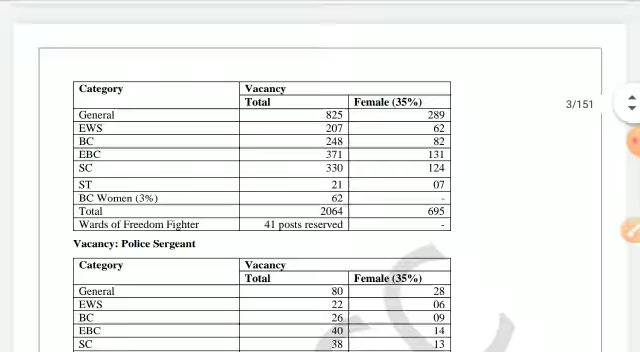 Category Vacancy
Total Female (35%)
General 825 289
EWS 207 62
BC 248 82
EBC 371 131
SC 330 124
ST 21 07
BC Women (3%) 62 -
Total 2064 695
Wards of Freedom Fighter 41 posts reserved -
3/151
Vacancy: Police Sergeant
Category Vacancy
Total Female (35%)
General 80 28
EWS 22 06
BC 26 09
EBC 40 14
SC 38 13